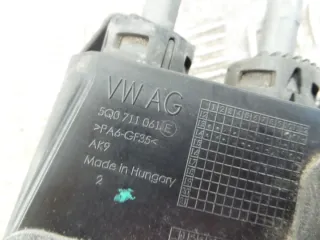 VW AG
5Q0 711 061 E
>PA6-GF35<
AK9
Made in Hungary
2